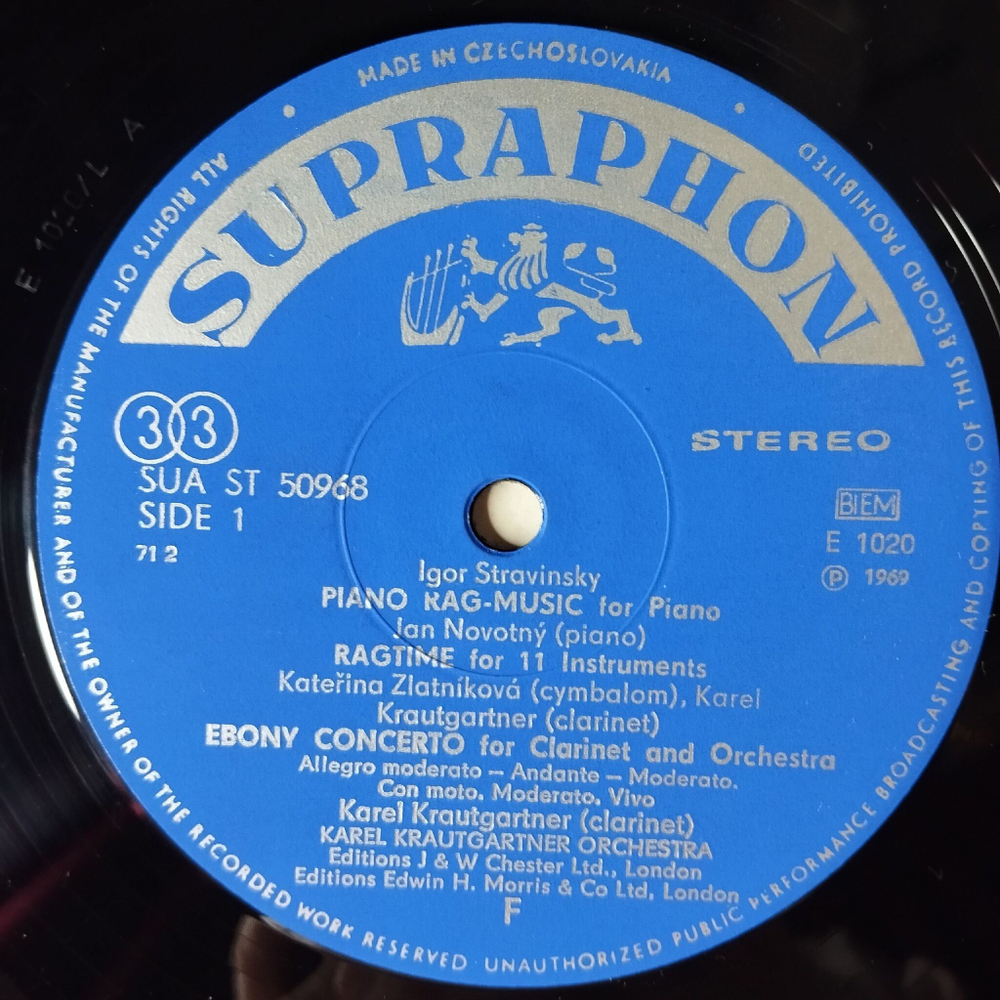 MADE IN CZECHOSLOVAKIA
SUPRAPHON
33
SUA ST 50968
SIDE 1
71 2
STEREO
BIEM
E 1020
Ⓟ 1969
Igor Stravinsky
PIANO RAG-MUSIC for Piano
Jan Novotný (piano)
RAGTIME for 11 Instruments
Kateřina Zlatníková (cymbalom), Karel
Krautgartner (clarinet)
EBONY CONCERTO for Clarinet and Orchestra
Allegro moderato – Andante – Moderato.
Con moto. Moderato. Vivo
Karel Krautgartner (clarinet)
KAREL KRAUTGARTNER ORCHESTRA
Editions J & W Chester Ltd., London
Editions Edwin H. Morris & Co Ltd, London
F
ALL RIGHTS OF THE MANUFACTURER AND OF THE OWNER OF THE RECORDED WORK RESERVED · UNAUTHORIZED PUBLIC PERFORMANCE BROADCASTING AND COPYING OF THIS RECORD PROHIBITED